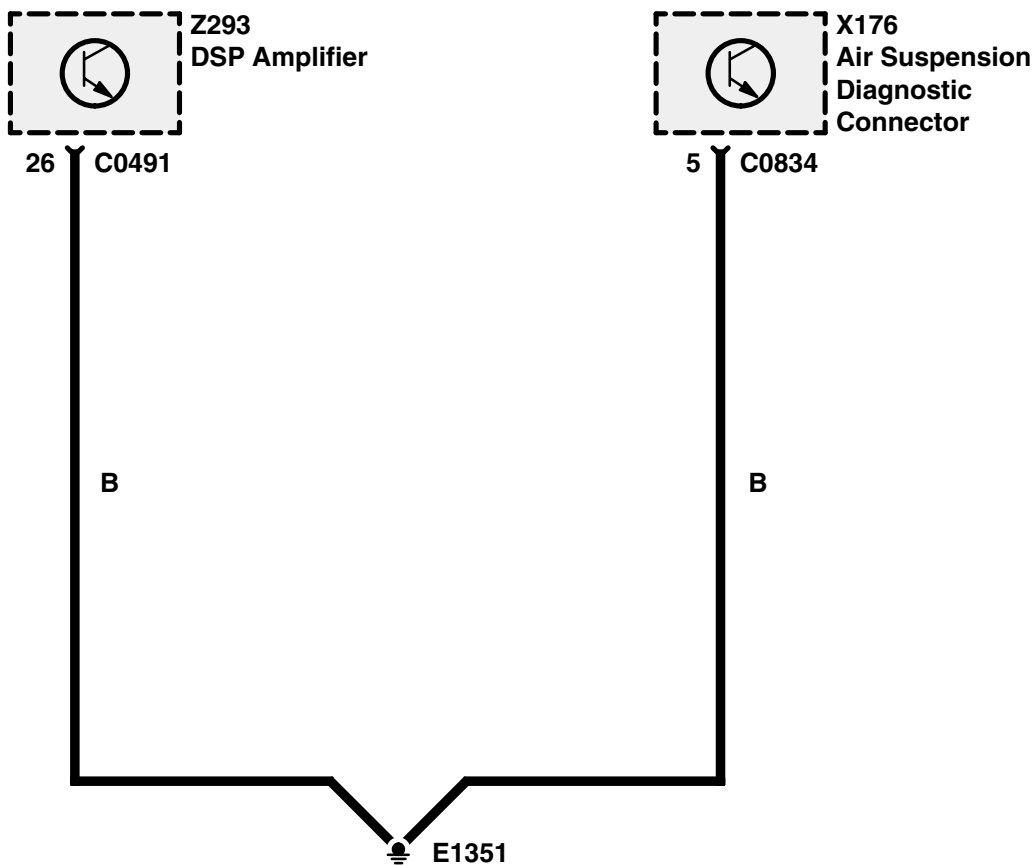 Z293
DSP Amplifier
26 C0491
X176
Air Suspension
Diagnostic
Connector
5 C0834
B
B
E1351